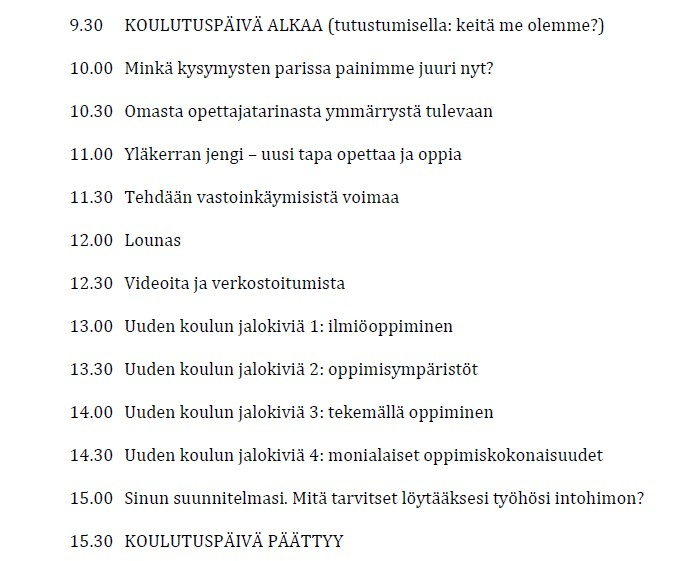 9.30 KOULUTUSPÄIVÄ ALKAA (tutustumisella: keitä me olemme?)
10.00 Minkä kysymysten parissa painimme juuri nyt?
10.30 Omasta opettajatarinasta ymmärrystä tulevaan
11.00 Yläkerran jengi – uusi tapa opettaa ja oppia
11.30 Tehdään vastoinkäymisistä voimaa
12.00 Lounas
12.30 Videoita ja verkostoitumista
13.00 Uuden koulun jalokiviä 1: ilmiöoppiminen
13.30 Uuden koulun jalokiviä 2: oppimisympäristöt
14.00 Uuden koulun jalokiviä 3: tekemällä oppiminen
14.30 Uuden koulun jalokiviä 4: monialaiset oppimiskokonaisuudet
15.00 Sinun suunnitelmasi. Mitä tarvitset löytääksesi työhösi intohimon?
15.30 KOULUTUSPÄIVÄ PÄÄTTYY